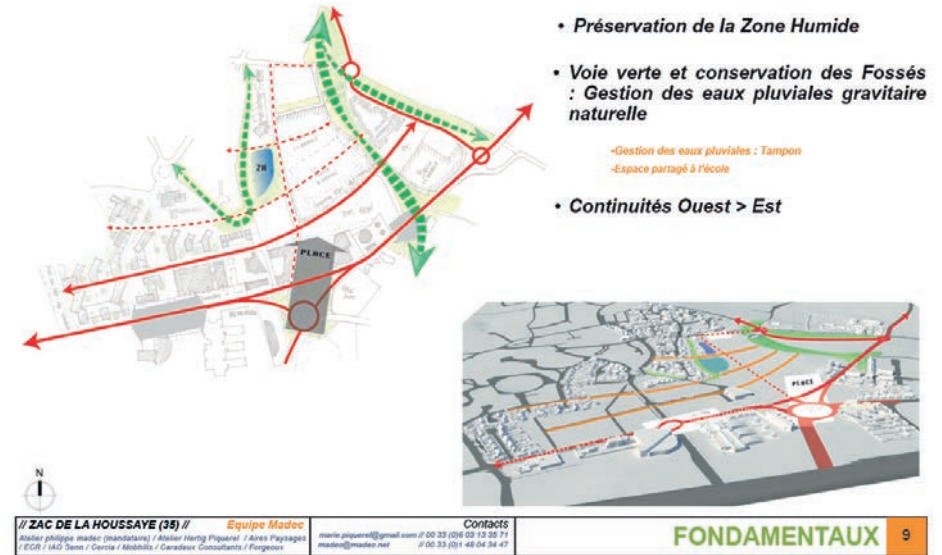 • Préservation de la Zone Humide
• Voie verte et conservation des Fossés
: Gestion des eaux pluviales gravitaire
naturelle
•Gestion des eaux pluviales : Tampon
-Espace partagé à l'école
• Continuités Ouest > Est
ZH
PLACE
PLACE
N
// ZAC DE LA HOUSSAYE (35) // Equipe Madec
Atelier philippe madec (mandataire) / Atelier Hertig Piquerel / Aires Paysages
/ EGR / IAO Senn / Cercia / Mobhilis / Caradeux Consultants / Forgeoux
Contacts
marie.piquerel@gmail.com // 00 33 (0)6 03 13 35 71
madec@madec.net // 00 33 (0)1 48 04 34 47
FONDAMENTAUX 9